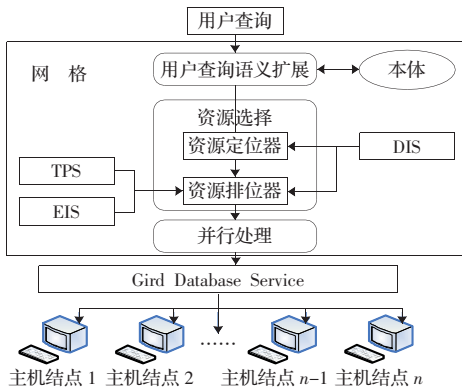 用户查询
网 格
用户查询语义扩展
本体
资源选择
资源定位器
DIS
TPS
资源排位器
EIS
并行处理
Gird Database Service
……
主机结点 1 主机结点 2 主机结点 n-1 主机结点 n